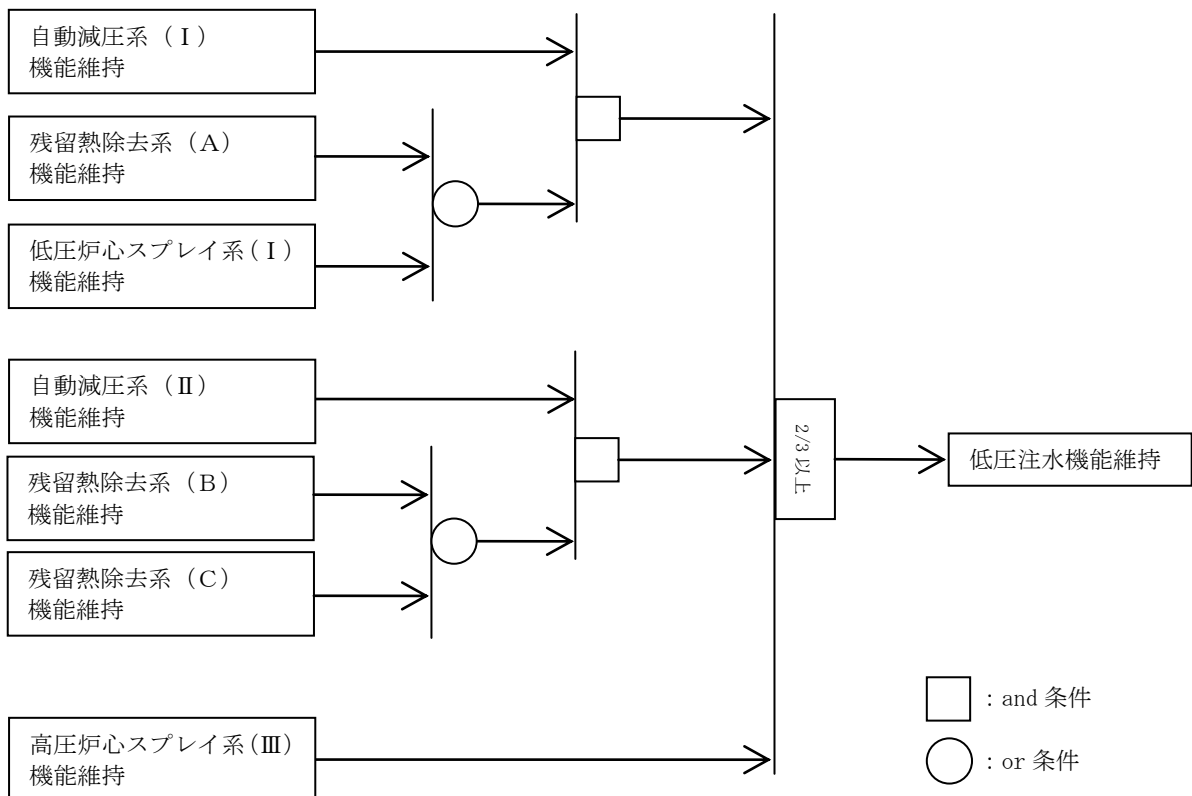 自動減圧系(Ⅰ)
機能維持
残留熱除去系(A)
機能維持
低圧炉心スプレイ系(Ⅰ)
機能維持
自動減圧系(Ⅱ)
機能維持
残留熱除去系(B)
機能維持
残留熱除去系(C)
機能維持
高圧炉心スプレイ系(Ⅲ)
機能維持
2/3以上
低圧注水機能維持
:and 条件
:or 条件